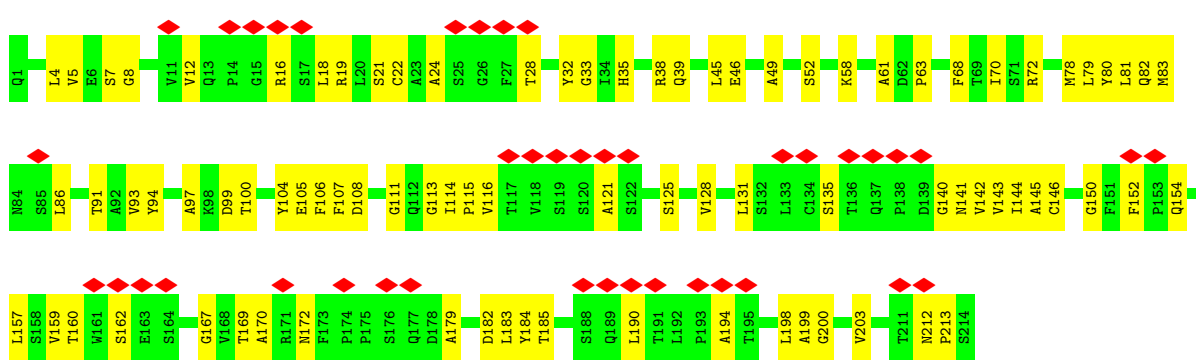 Q1 L4 V5 E6 S7 G8 V11 V12 Q13 P14 G15 R16 S17 L18 R19 L20 S21 C22 A23 A24 S25 G26 F27 T28 Y32 G33 I34 H35 R38 Q39 L45 E46 A49 S52 K58 A61 D62 P63 F68 T69 I70 S71 R72 M78 L79 Y80 L81 Q82 M83
N84 S85 L86 T91 A92 V93 Y94 A97 K98 D99 T100 Y104 E105 F106 F107 D108 G111 Q112 G113 I114 P115 V116 T117 V118 S119 S120 A121 S122 S125 V128 L131 S132 L133 C134 S135 T136 Q137 P138 D139 G140 N141 V142 V143 I144 A145 C146 G150 F151 F152 P153 Q154
L157 S158 V159 T160 W161 S162 E163 S164 G167 V168 T169 A170 R171 N172 F173 P174 P175 S176 Q177 D178 A179 D182 L183 Y184 T185 S188 Q189 L190 T191 L192 P193 A194 T195 L198 A199 G200 V203 T211 N212 P213 S214